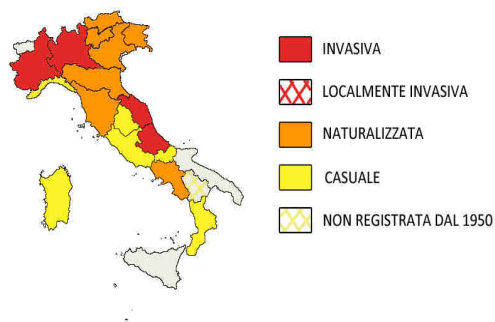 INVASIVA
LOCALMENTE INVASIVA
NATURALIZZATA
CASUALE
NON REGISTRATA DAL 1950